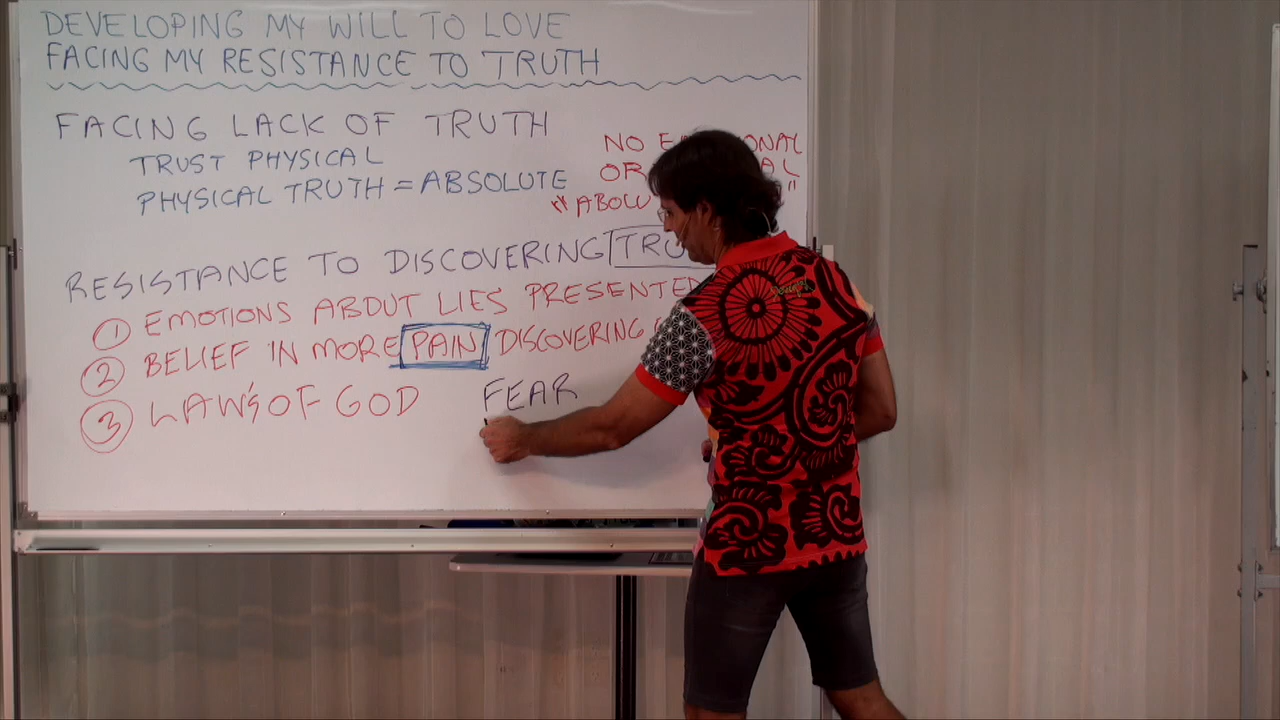 DEVELOPING MY WILL TO LOVE
FACING MY RESISTANCE TO TRUTH
FACING LACK OF TRUTH
TRUST PHYSICAL
PHYSICAL TRUTH = ABSOLUTE
NO
OR
RESISTANCE TO DISCOVERING
① EMOTIONS ABOUT LIES PRESENTED
② BELIEF IN MORE PAIN DISCOVERING
③ LAW'S OF GOD
FEAR